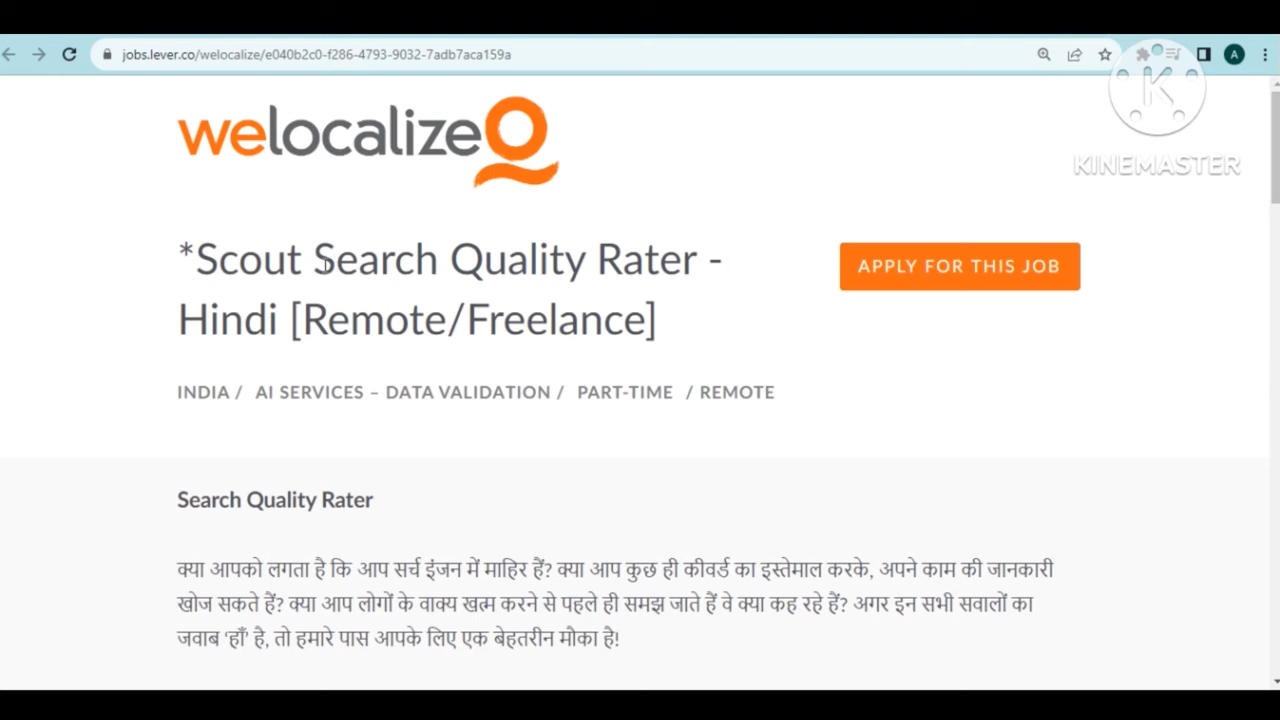 jobs.lever.co/welocalize/e040b2c0-f286-4793-9032-7adb7aca159a
A
K
KINEMASTER
welocalize
*Scout Search Quality Rater -
Hindi [Remote/Freelance]
APPLY FOR THIS JOB
INDIA / AI SERVICES – DATA VALIDATION / PART-TIME / REMOTE
Search Quality Rater
क्या आपको लगता है कि आप सर्च इंजन में माहिर हैं? क्या आप कुछ ही कीवर्ड का इस्तेमाल करके, अपने काम की जानकारी
खोज सकते हैं? क्या आप लोगों के वाक्य खत्म करने से पहले ही समझ जाते हैं वे क्या कह रहे हैं? अगर इन सभी सवालों का
जवाब ‘हाँ’ है, तो हमारे पास आपके लिए एक बेहतरीन मौका है!